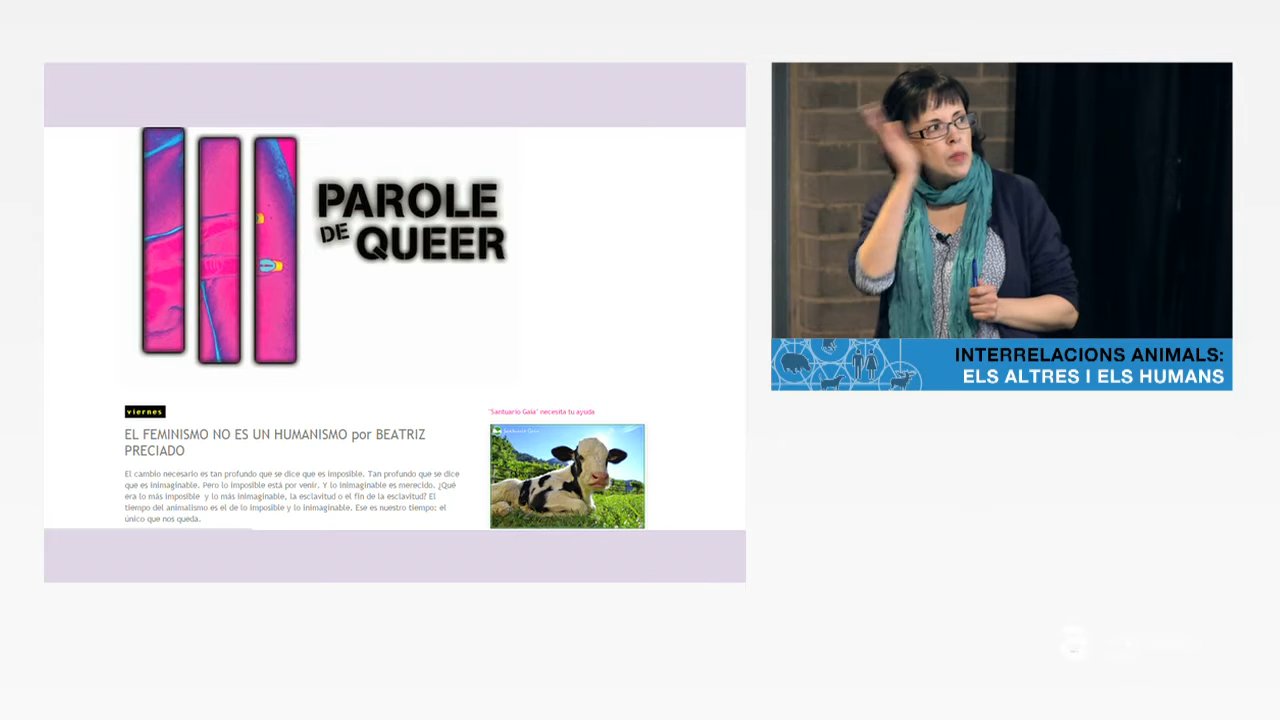 PAROLE
DE QUEER
viernes
EL FEMINISMO NO ES UN HUMANISMO por BEATRIZ
PRECIADO
El cambio necesario es tan profundo que se dice que es imposible. Tan profundo que se dice
que es inimaginable. Pero lo imposible está por venir. Y lo inimaginable es merecido. ¿Qué
era lo más imposible y lo más inimaginable, la esclavitud o el fin de la esclavitud? El
tiempo del animalismo es el de lo imposible y lo inimaginable. Ese es nuestro tiempo: el
único que nos queda.
"Santuario Gaia" necesita tu ayuda
Santuario Gaia
INTERRELACIONS ANIMALS:
ELS ALTRES I ELS HUMANS